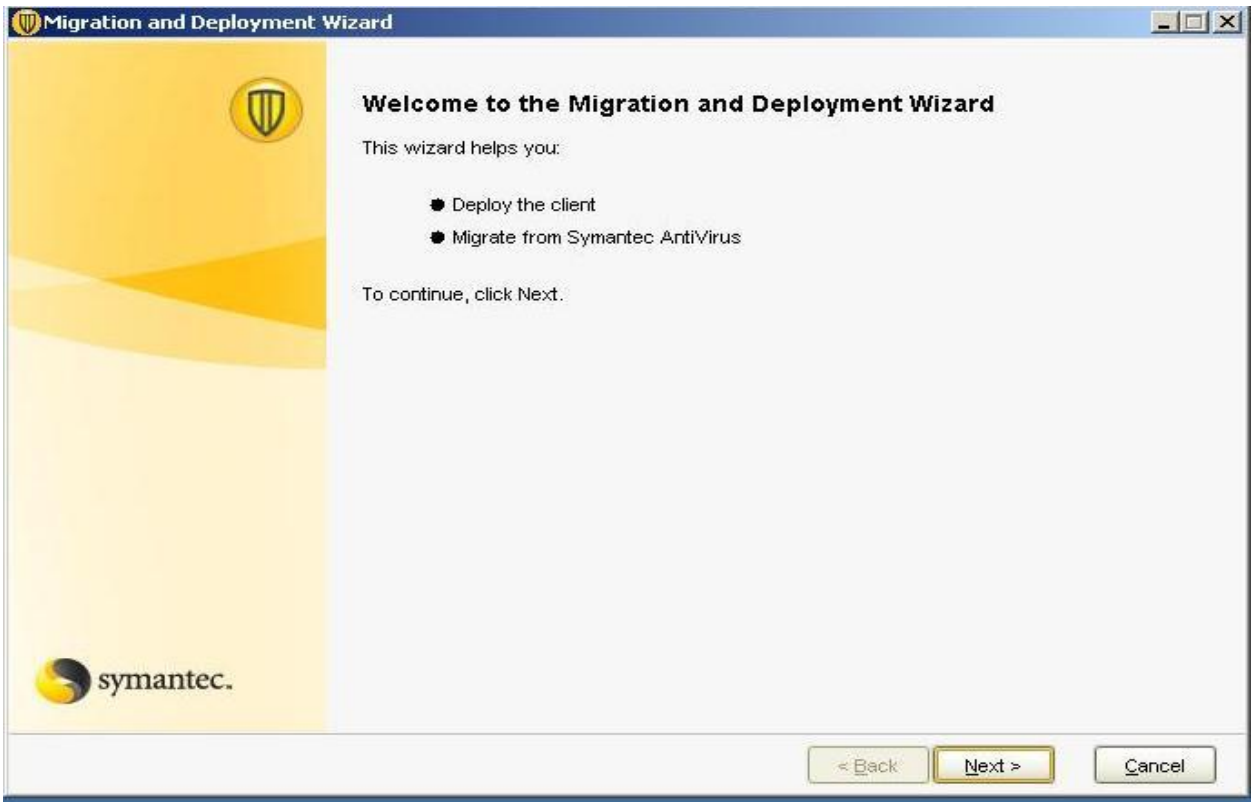 Migration and Deployment Wizard
Welcome to the Migration and Deployment Wizard
This wizard helps you:
Deploy the client
Migrate from Symantec AntiVirus
To continue, click Next.
symantec.
< Back
Next >
Cancel